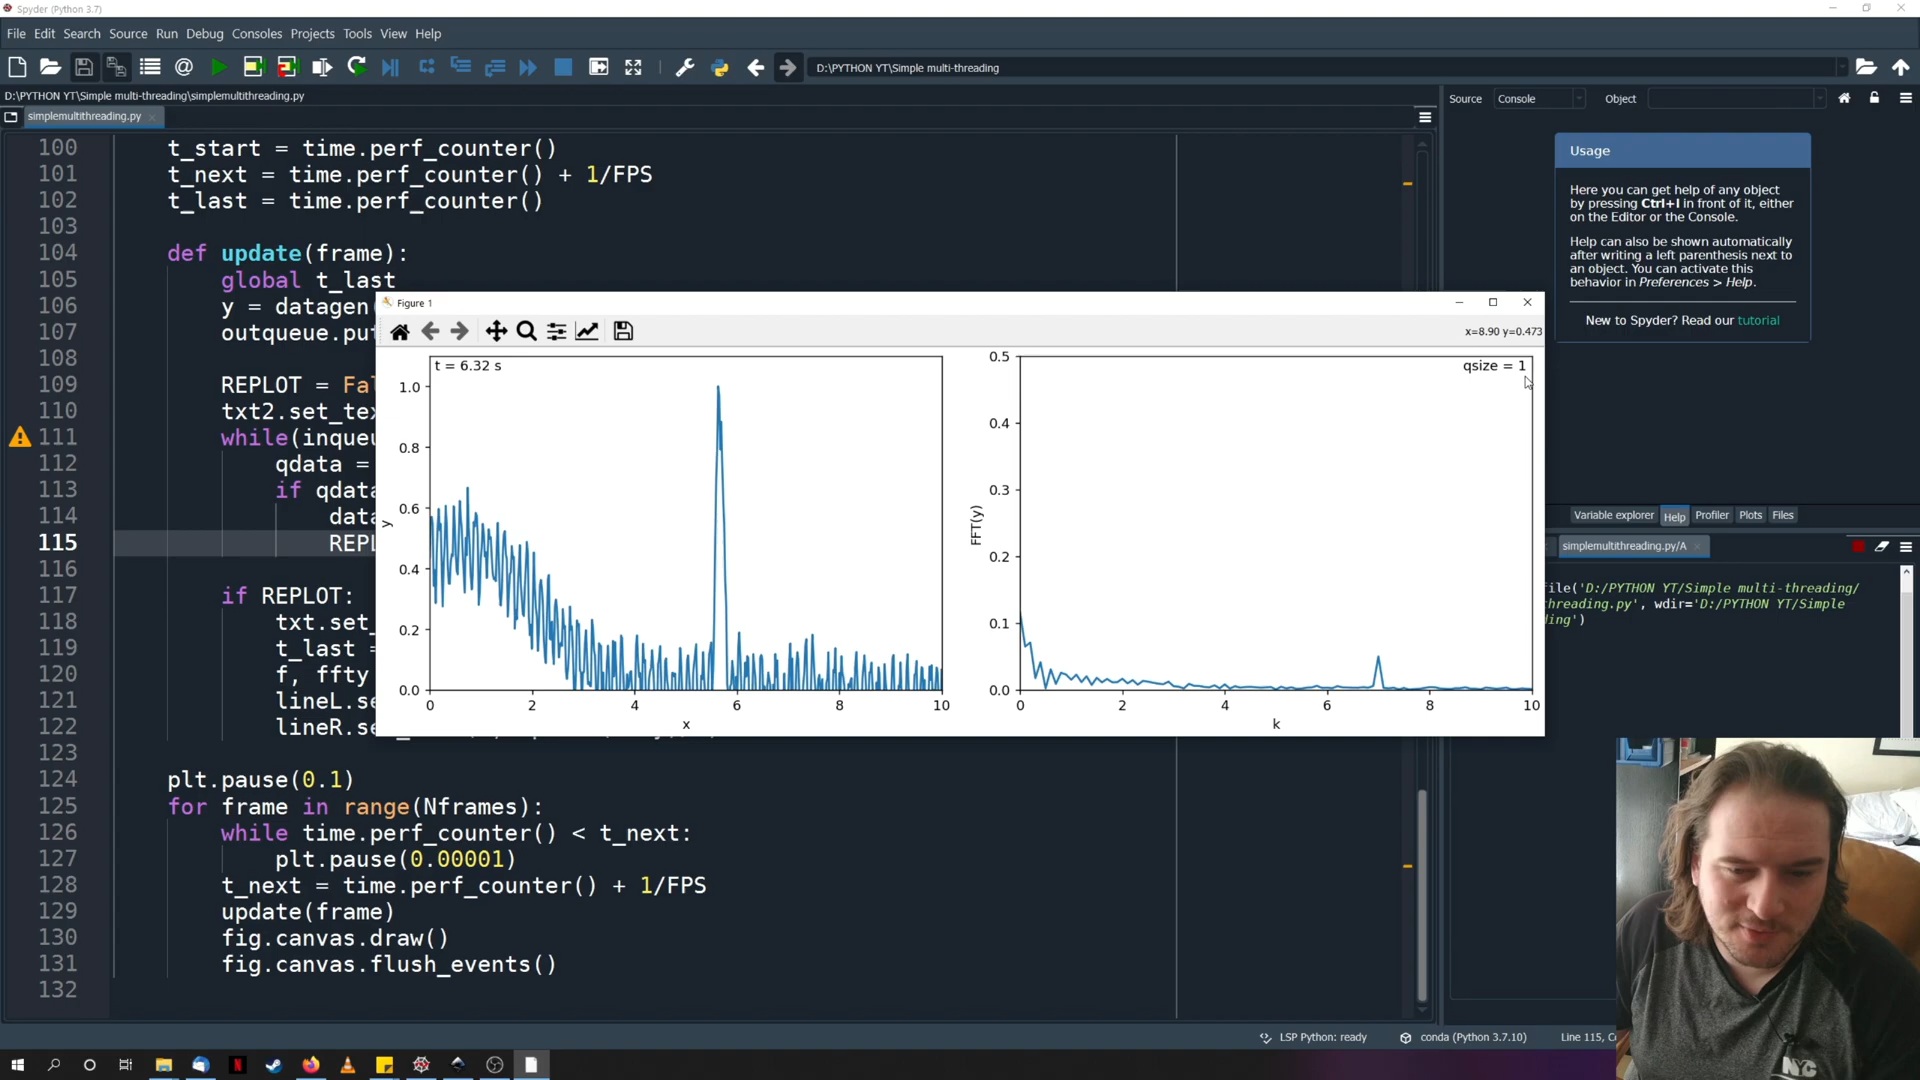 Spyder (Python 3.7)
File Edit Search Source Run Debug Consoles Projects Tools View Help
D:\PYTHON YT\Simple multi-threading
D:\PYTHON YT\Simple multi-threading\simplemultithreading.py
Source Console Object
simplemultithreading.py
100 t_start = time.perf_counter()
101 t_next = time.perf_counter() + 1/FPS
102 t_last = time.perf_counter()
103
104 def update(frame):
105 global t_last
106 y = datagen(
107 outqueue.pu
108
109 REPLOT = Fa
110 txt2.set_te
111 while(inqueu
112 qdata =
113 if qdata
114 data
115 REPL
116
117 if REPLOT:
118 txt.set_
119 t_last =
120 f, ffty
121 lineL.se
122 lineR.se
123
124 plt.pause(0.1)
125 for frame in range(Nframes):
126 while time.perf_counter() < t_next:
127 plt.pause(0.00001)
128 t_next = time.perf_counter() + 1/FPS
129 update(frame)
130 fig.canvas.draw()
131 fig.canvas.flush_events()
132
Figure 1
x=8.90 y=0.473
t = 6.32 s
1.0
0.8
0.6
0.4
0.2
0.0
y
0 2 4 6 8 10
x
qsize = 1
0.5
0.4
0.3
0.2
0.1
0.0
FFT(y)
0 2 4 6 8 10
k
Usage
Here you can get help of any object
by pressing Ctrl+I in front of it, either
on the Editor or the Console.
Help can also be shown automatically
after writing a left parenthesis next to
an object. You can activate this
behavior in Preferences > Help.
New to Spyder? Read our tutorial
Variable explorer Help Profiler Plots Files
simplemultithreading.py/A
ile('D:/PYTHON YT/Simple multi-threading/
hreading.py', wdir='D:/PYTHON YT/Simple
ing')
LSP Python: ready conda (Python 3.7.10) Line 115, C
NYC